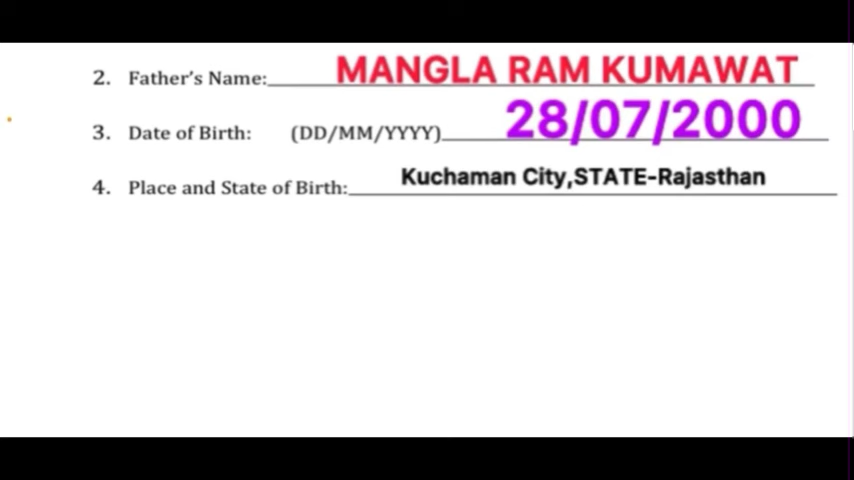 2. Father's Name: MANGLA RAM KUMAWAT
3. Date of Birth: (DD/MM/YYYY) 28/07/2000
4. Place and State of Birth: Kuchaman City,STATE-Rajasthan